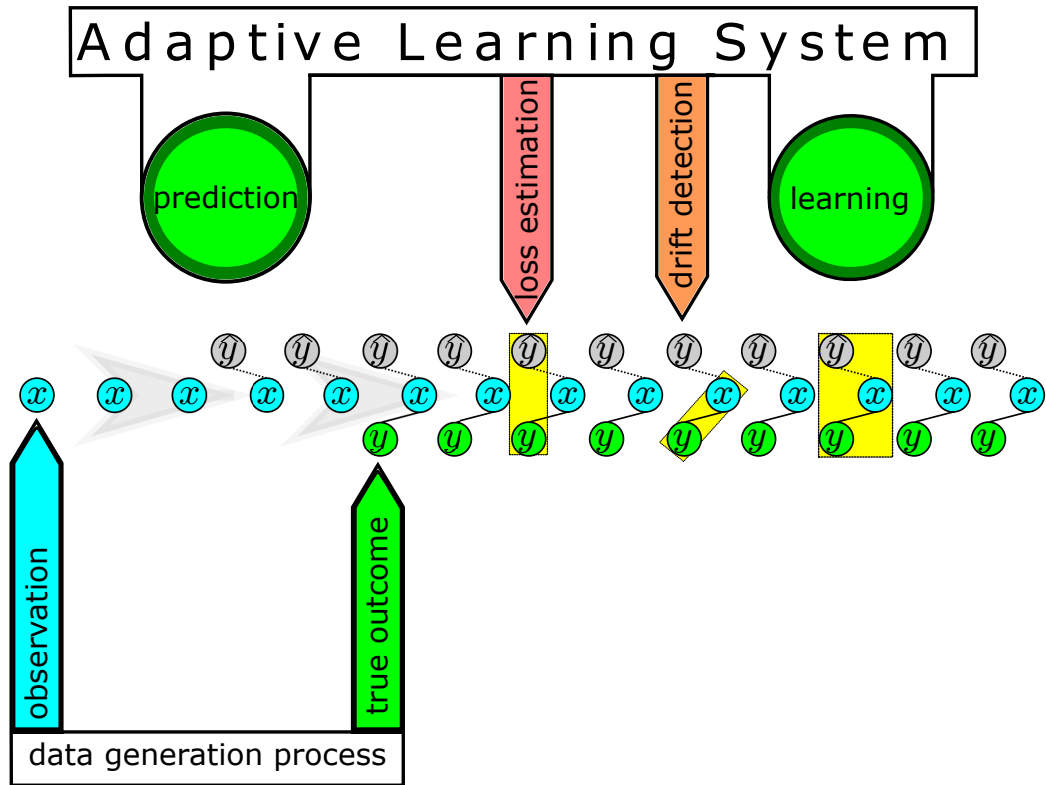 Adaptive Learning System
prediction
loss estimation
drift detection
learning
ŷ ŷ ŷ ŷ ŷ ŷ ŷ ŷ ŷ ŷ ŷ
x x x x x x x x x x x x x x
y y y y y y y y y
observation
true outcome
data generation process